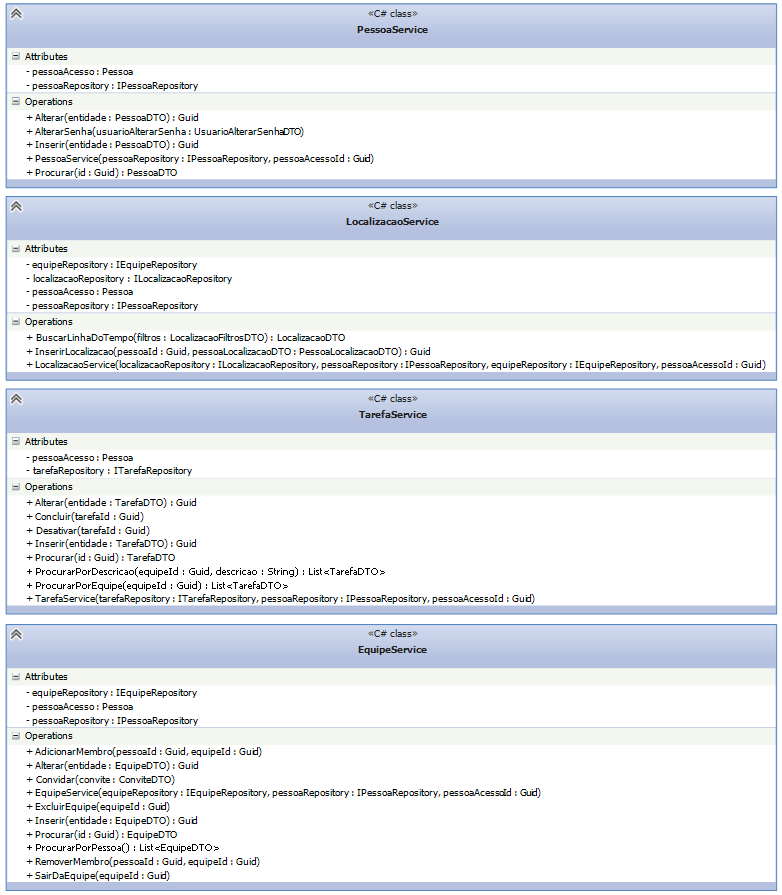 «C# class»
PessoaService
Attributes
- pessoaAcesso : Pessoa
- pessoaRepository : IPessoaRepository
Operations
+ Alterar(entidade : PessoaDTO) : Guid
+ AlterarSenha(usuarioAlterarSenha : UsuarioAlterarSenhaDTO)
+ Inserir(entidade : PessoaDTO) : Guid
+ PessoaService(pessoaRepository : IPessoaRepository, pessoaAcessoId : Guid)
+ Procurar(id : Guid) : PessoaDTO
«C# class»
LocalizacaoService
Attributes
- equipeRepository : IEquipeRepository
- localizacaoRepository : ILocalizacaoRepository
- pessoaAcesso : Pessoa
- pessoaRepository : IPessoaRepository
Operations
+ BuscarLinhaDoTempo(filtros : LocalizacaoFiltrosDTO) : LocalizacaoDTO
+ InserirLocalizacao(pessoaId : Guid, pessoaLocalizacaoDTO : PessoaLocalizacaoDTO) : Guid
+ LocalizacaoService(localizacaoRepository : ILocalizacaoRepository, pessoaRepository : IPessoaRepository, equipeRepository : IEquipeRepository, pessoaAcessoId : Guid)
«C# class»
TarefaService
Attributes
- pessoaAcesso : Pessoa
- tarefaRepository : ITarefaRepository
Operations
+ Alterar(entidade : TarefaDTO) : Guid
+ Concluir(tarefaId : Guid)
+ Desativar(tarefaId : Guid)
+ Inserir(entidade : TarefaDTO) : Guid
+ Procurar(id : Guid) : TarefaDTO
+ ProcurarPorDescricao(equipeId : Guid, descricao : String) : List<TarefaDTO>
+ ProcurarPorEquipe(equipeId : Guid) : List<TarefaDTO>
+ TarefaService(tarefaRepository : ITarefaRepository, pessoaRepository : IPessoaRepository, pessoaAcessoId : Guid)
«C# class»
EquipeService
Attributes
- equipeRepository : IEquipeRepository
- pessoaAcesso : Pessoa
- pessoaRepository : IPessoaRepository
Operations
+ AdicionarMembro(pessoaId : Guid, equipeId : Guid)
+ Alterar(entidade : EquipeDTO) : Guid
+ Convidar(convite : ConviteDTO)
+ EquipeService(equipeRepository : IEquipeRepository, pessoaRepository : IPessoaRepository, pessoaAcessoId : Guid)
+ ExcluirEquipe(equipeId : Guid)
+ Inserir(entidade : EquipeDTO) : Guid
+ Procurar(id : Guid) : EquipeDTO
+ ProcurarPorPessoa() : List<EquipeDTO>
+ RemoverMembro(pessoaId : Guid, equipeId : Guid)
+ SairDaEquipe(equipeId : Guid)